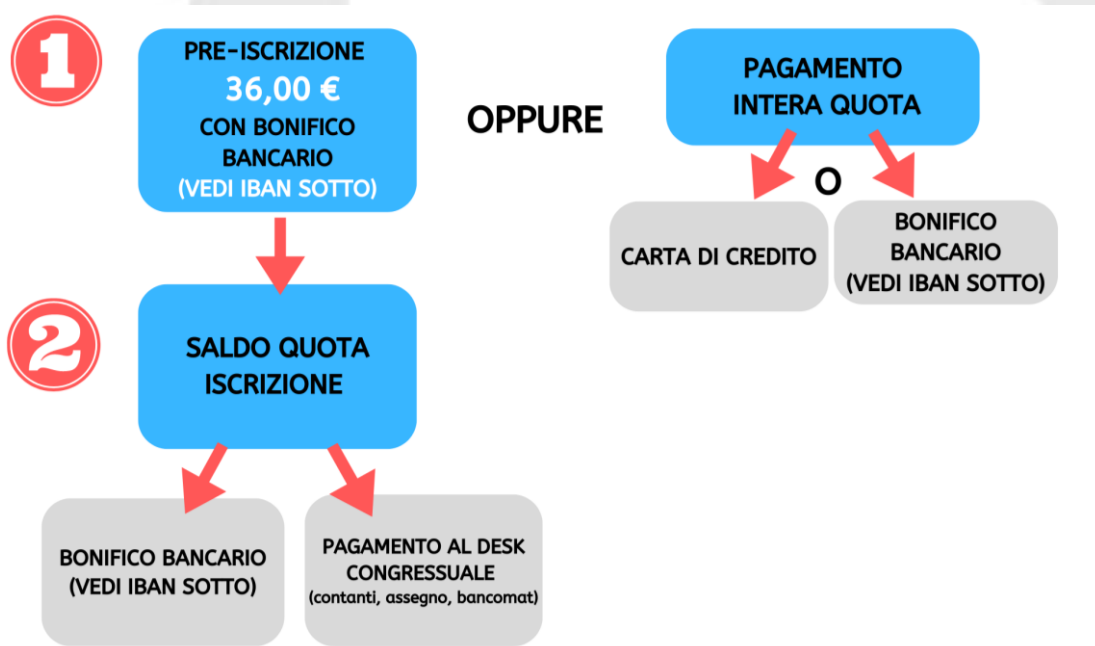 1
PRE-ISCRIZIONE
36,00 €
CON BONIFICO
BANCARIO
(VEDI IBAN SOTTO)
OPPURE
PAGAMENTO
INTERA QUOTA
O
CARTA DI CREDITO
BONIFICO
BANCARIO
(VEDI IBAN SOTTO)
2
SALDO QUOTA
ISCRIZIONE
BONIFICO BANCARIO
(VEDI IBAN SOTTO)
PAGAMENTO AL DESK
CONGRESSUALE
(contanti, assegno, bancomat)